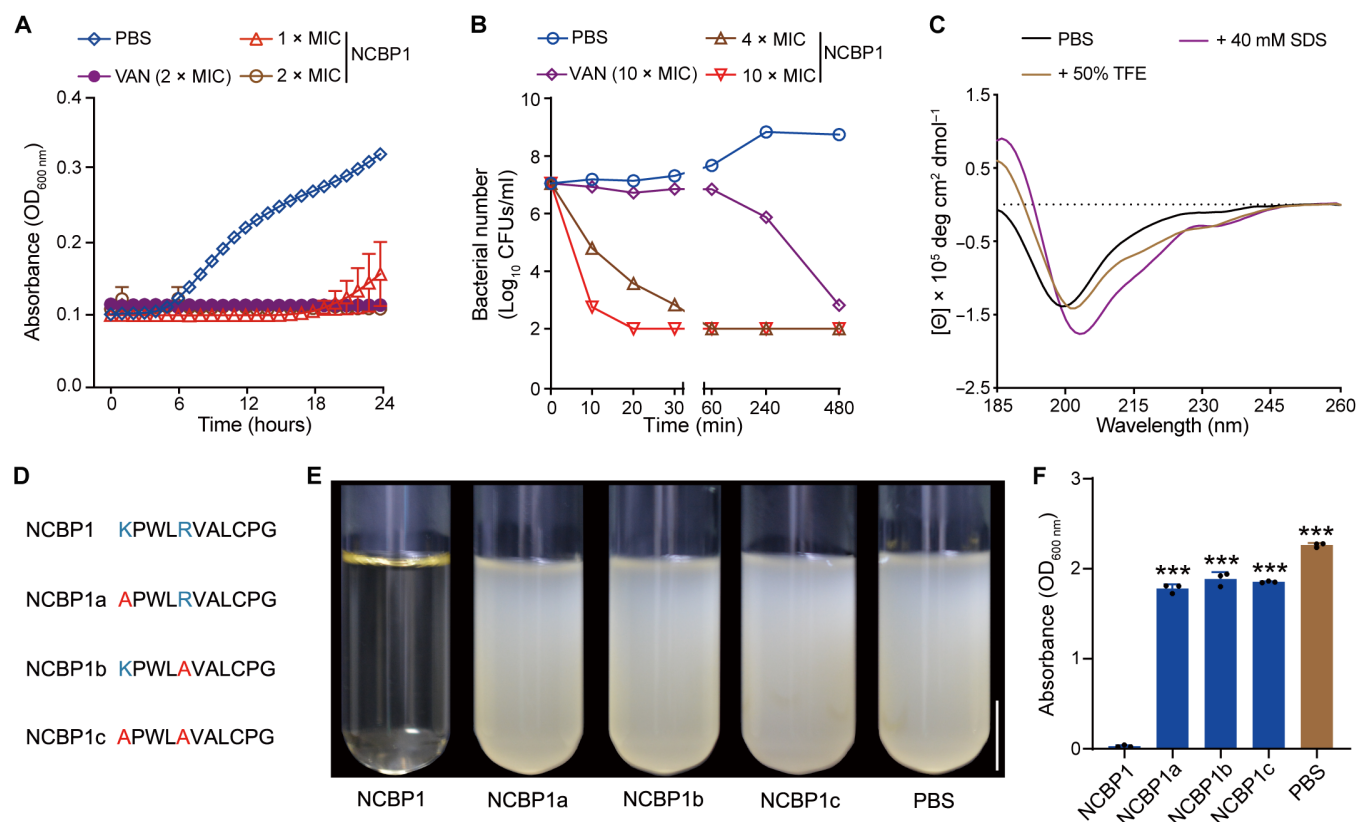 A
PBS
1 × MIC
VAN (2 × MIC)
2 × MIC
NCBP1
Absorbance (OD600 nm)
0.4
0.3
0.2
0.1
0.0
0 6 12 18 24
Time (hours)
B
PBS
4 × MIC
VAN (10 × MIC)
10 × MIC
NCBP1
Bacterial number
(Log10 CFUs/ml)
10
8
6
4
2
0
0 10 20 30 60 240 480
Time (min)
C
PBS
+ 40 mM SDS
+ 50% TFE
[Θ] × 10⁵ deg cm² dmol⁻¹
1.5
0.5
−0.5
−1.5
−2.5
185 200 215 230 245 260
Wavelength (nm)
D
NCBP1 KPWLRVALCPG
NCBP1a APWLRVALCPG
NCBP1b KPWLAVALCPG
NCBP1c APWLAVALCPG
E
NCBP1 NCBP1a NCBP1b NCBP1c PBS
F
Absorbance (OD600 nm)
3
2
1
0
*** *** *** ***
NCBP1 NCBP1a NCBP1b NCBP1c PBS